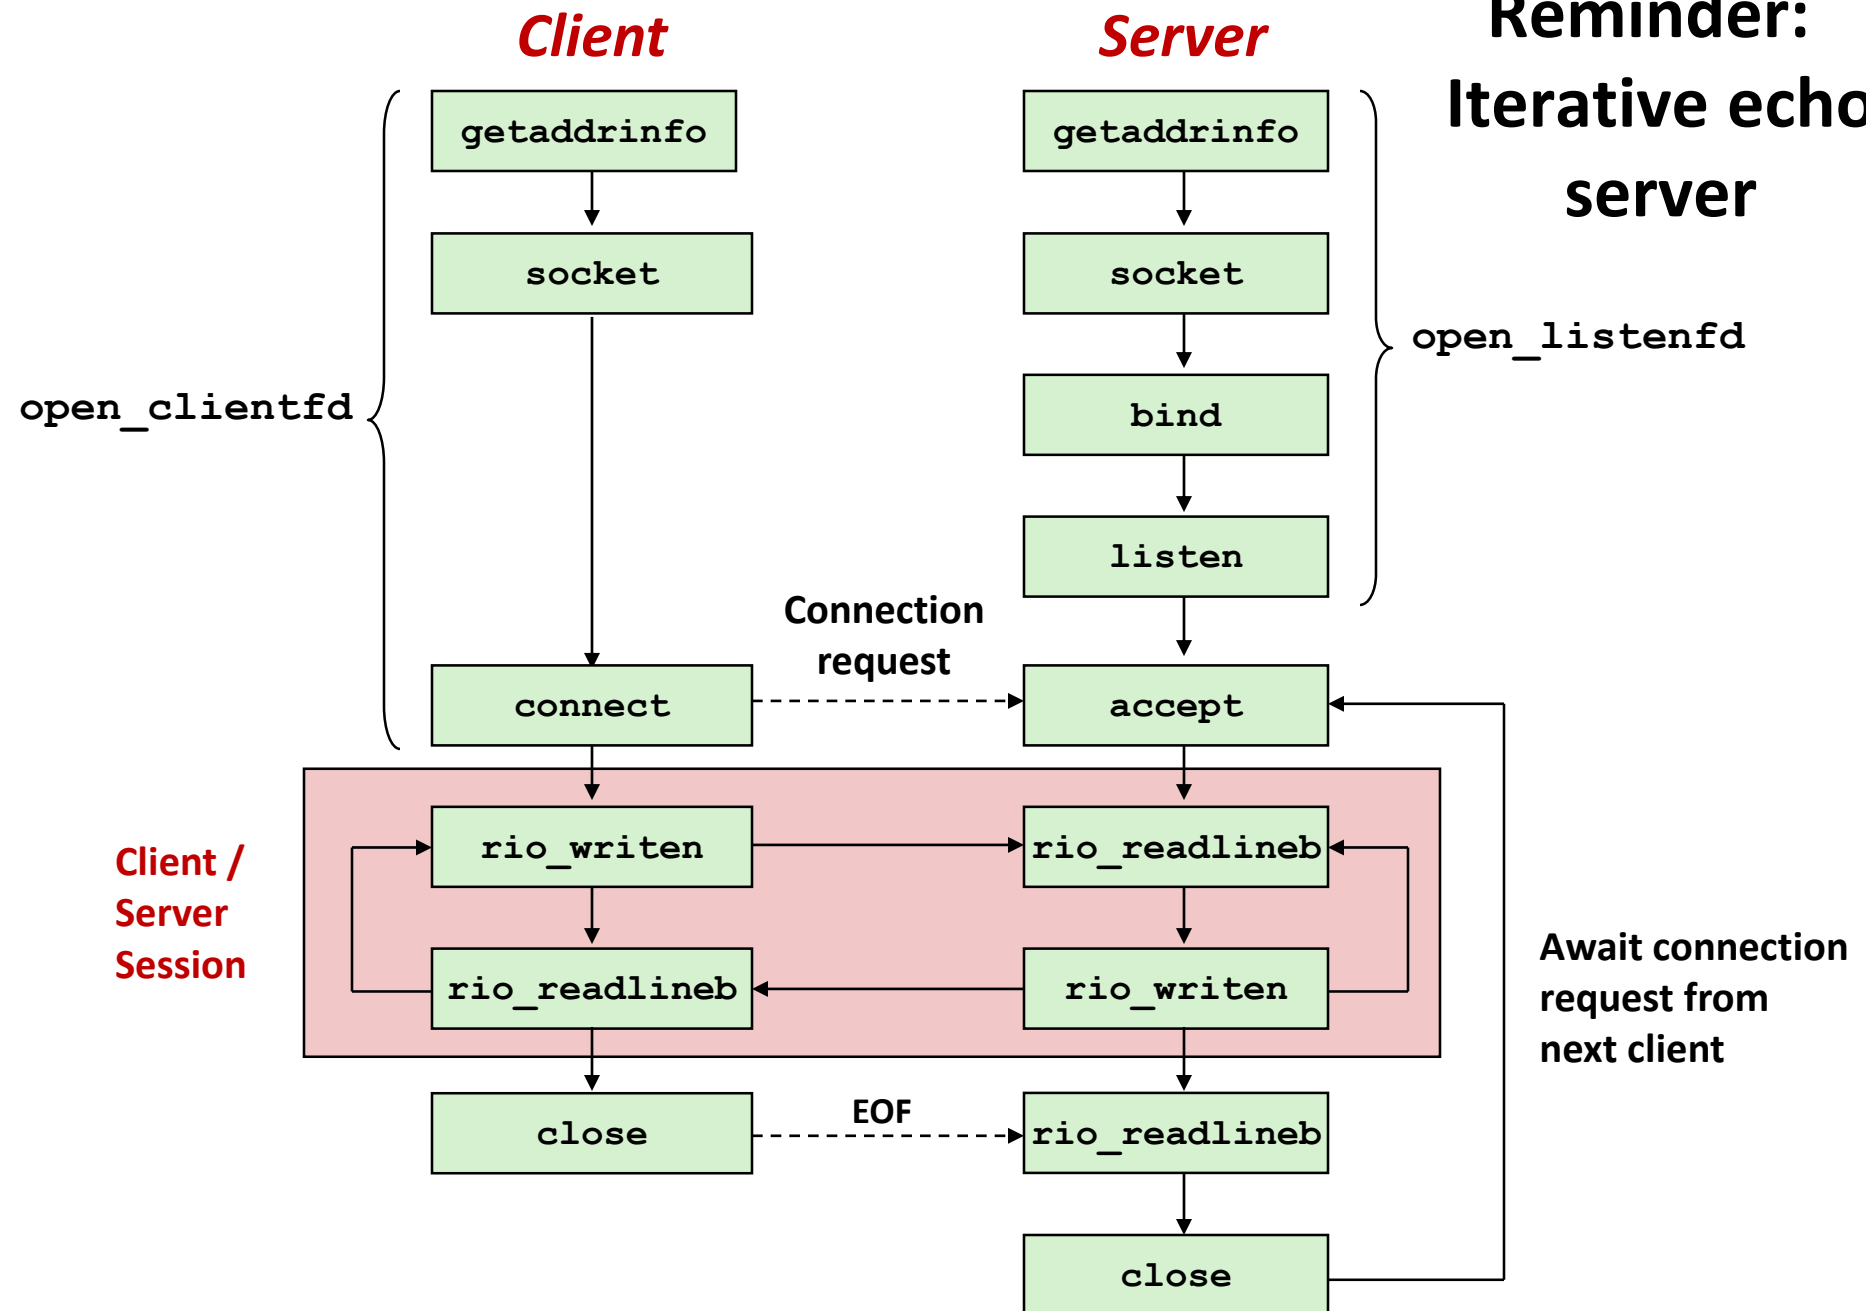 Client
Server
Reminder:
Iterative echo
server
getaddrinfo
getaddrinfo
socket
socket
open_listenfd
open_clientfd
bind
listen
Connection
request
connect
accept
Client /
Server
Session
rio_writen
rio_readlineb
rio_readlineb
rio_writen
Await connection
request from
next client
close
EOF
rio_readlineb
close